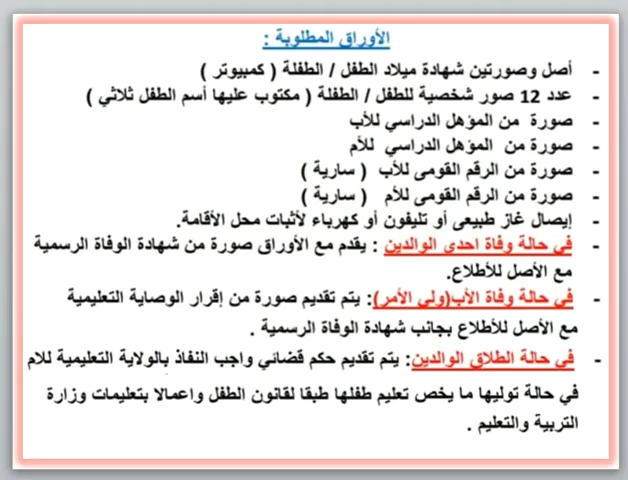 الأوراق المطلوبة :
- أصل وصورتين شهادة ميلاد الطفل / الطفلة ( كمبيوتر )
- عدد 12 صور شخصية للطفل / الطفلة ( مكتوب عليها أسم الطفل ثلاثي )
- صورة من المؤهل الدراسي للأب
- صورة من المؤهل الدراسي للأم
- صورة من الرقم القومى للأب ( سارية )
- صورة من الرقم القومى للأم ( سارية )
- إيصال غاز طبيعى أو تليفون أو كهرباء لأثبات محل الأقامة.
- في حالة وفاة احدى الوالدين : يقدم مع الأوراق صورة من شهادة الوفاة الرسمية
مع الأصل للأطلاع.
- في حالة وفاة الأب(ولي الأمر): يتم تقديم صورة من إقرار الوصاية التعليمية
مع الأصل للأطلاع بجانب شهادة الوفاة الرسمية .
- في حالة الطلاق الوالدين: يتم تقديم حكم قضائي واجب النفاذ بالولاية التعليمية للام
في حالة توليها ما يخص تعليم طفلها طبقا لقانون الطفل واعمالا بتعليمات وزارة
التربية والتعليم .